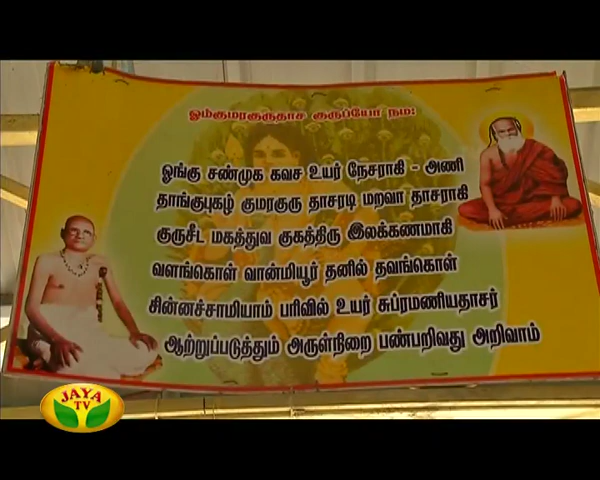 ஓம்குமரகுருதாச குருப்யோ நம:
ஓங்கு சண்முக கவச உயர் நேசராகி - அணி
தாங்குபுகழ் குமரகுரு தாசரடி மறவா தாசராகி
குருசீட மகத்துவ குகத்திரு இலக்கணமாகி
வளங்கொள் வான்மியூர் தனில் தவங்கொள்
சின்னச்சாமியாம் பரிவில் உயர் சுப்ரமணியதாசர்
ஆற்றுப்படுத்தும் அருள்நிறை பண்பறிவது அறிவாம்
JAYA
TV